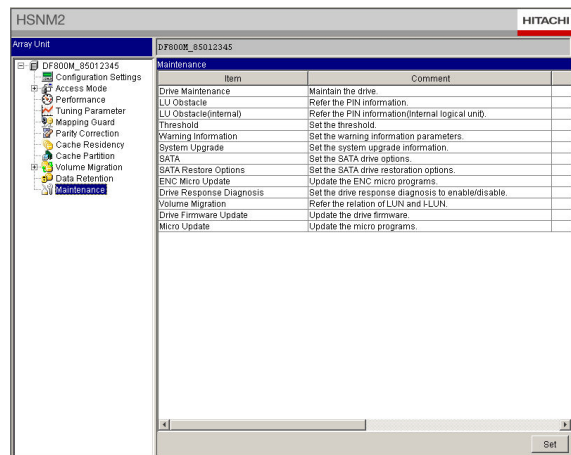 HSNM2
HITACHI
Array Unit
DF800M_85012345
DF800M_85012345
Configuration Settings
Access Mode
Performance
Tuning Parameter
Mapping Guard
Parity Correction
Cache Residency
Cache Partition
Volume Migration
Data Retention
Maintenance
Maintenance
Item Comment
Drive Maintenance Maintain the drive.
LU Obstacle Refer the PIN information.
LU Obstacle(internal) Refer the PIN information(Internal logical unit).
Threshold Set the threshold.
Warning Information Set the warning information parameters.
System Upgrade Set the system upgrade information.
SATA Set the SATA drive options.
SATA Restore Options Set the SATA drive restoration options.
ENC Micro Update Update the ENC micro programs.
Drive Response Diagnosis Set the drive response diagnosis to enable/disable.
Volume Migration Refer the relation of LUN and I-LUN.
Drive Firmware Update Update the drive firmware.
Micro Update Update the micro programs.
Set